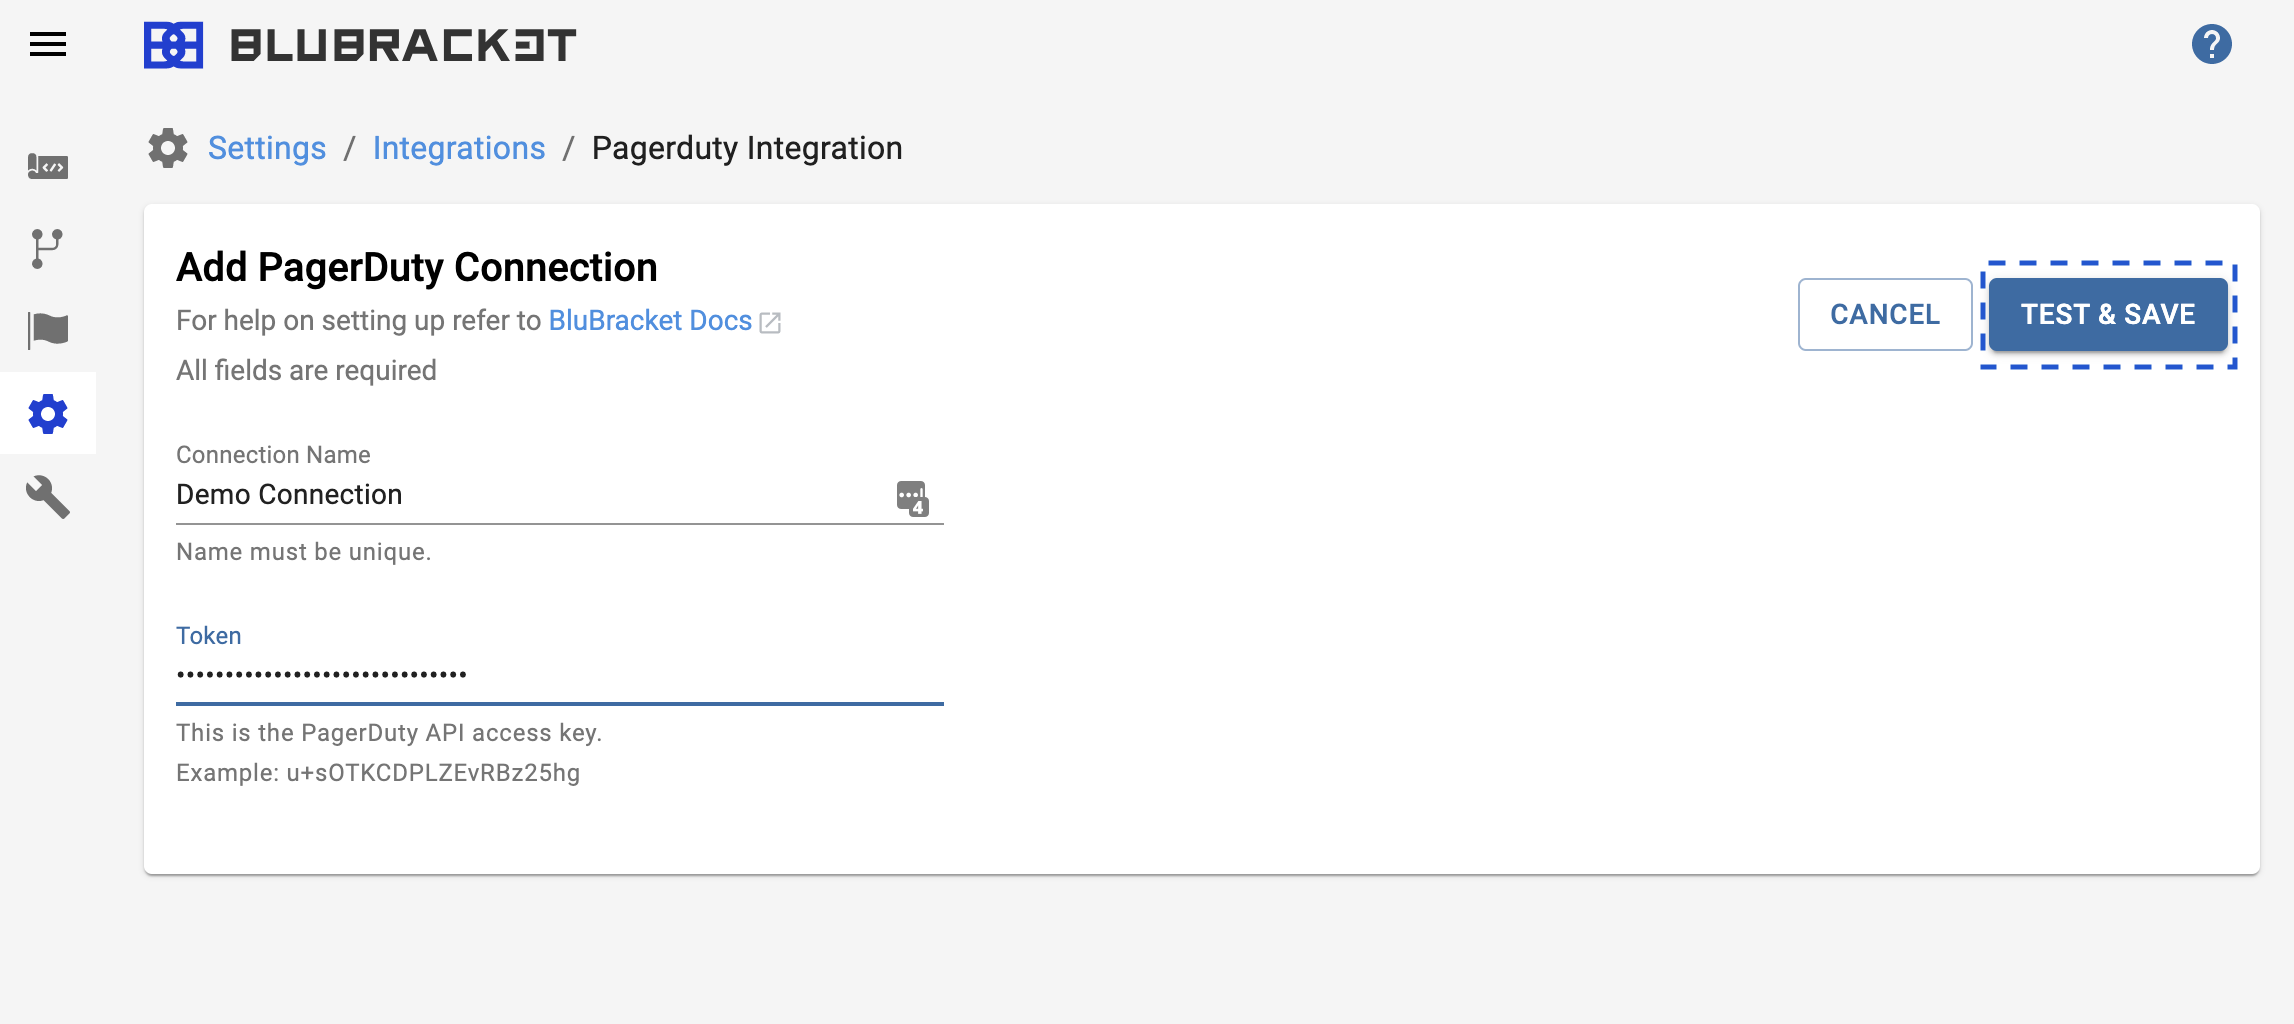 BLUBRACKET
?
Settings / Integrations / Pagerduty Integration
Add PagerDuty Connection
For help on setting up refer to BluBracket Docs
All fields are required
CANCEL
TEST & SAVE
Connection Name
Demo Connection
4
Name must be unique.
Token
••••••••••••••••••••••••••••••
This is the PagerDuty API access key.
Example: u+sOTKCDPLZEvRBz25hg